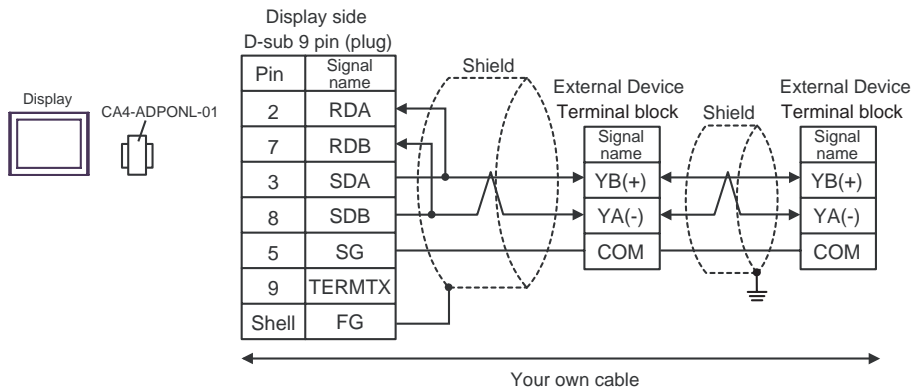 Display side
D-sub 9 pin (plug)
Display
CA4-ADPONL-01
Pin
Signal
name
2
RDA
7
RDB
3
SDA
8
SDB
5
SG
9
TERMTX
Shell
FG
Shield
External Device
Terminal block
Signal
name
YB(+)
YA(-)
COM
Shield
External Device
Terminal block
Signal
name
YB(+)
YA(-)
COM
Your own cable